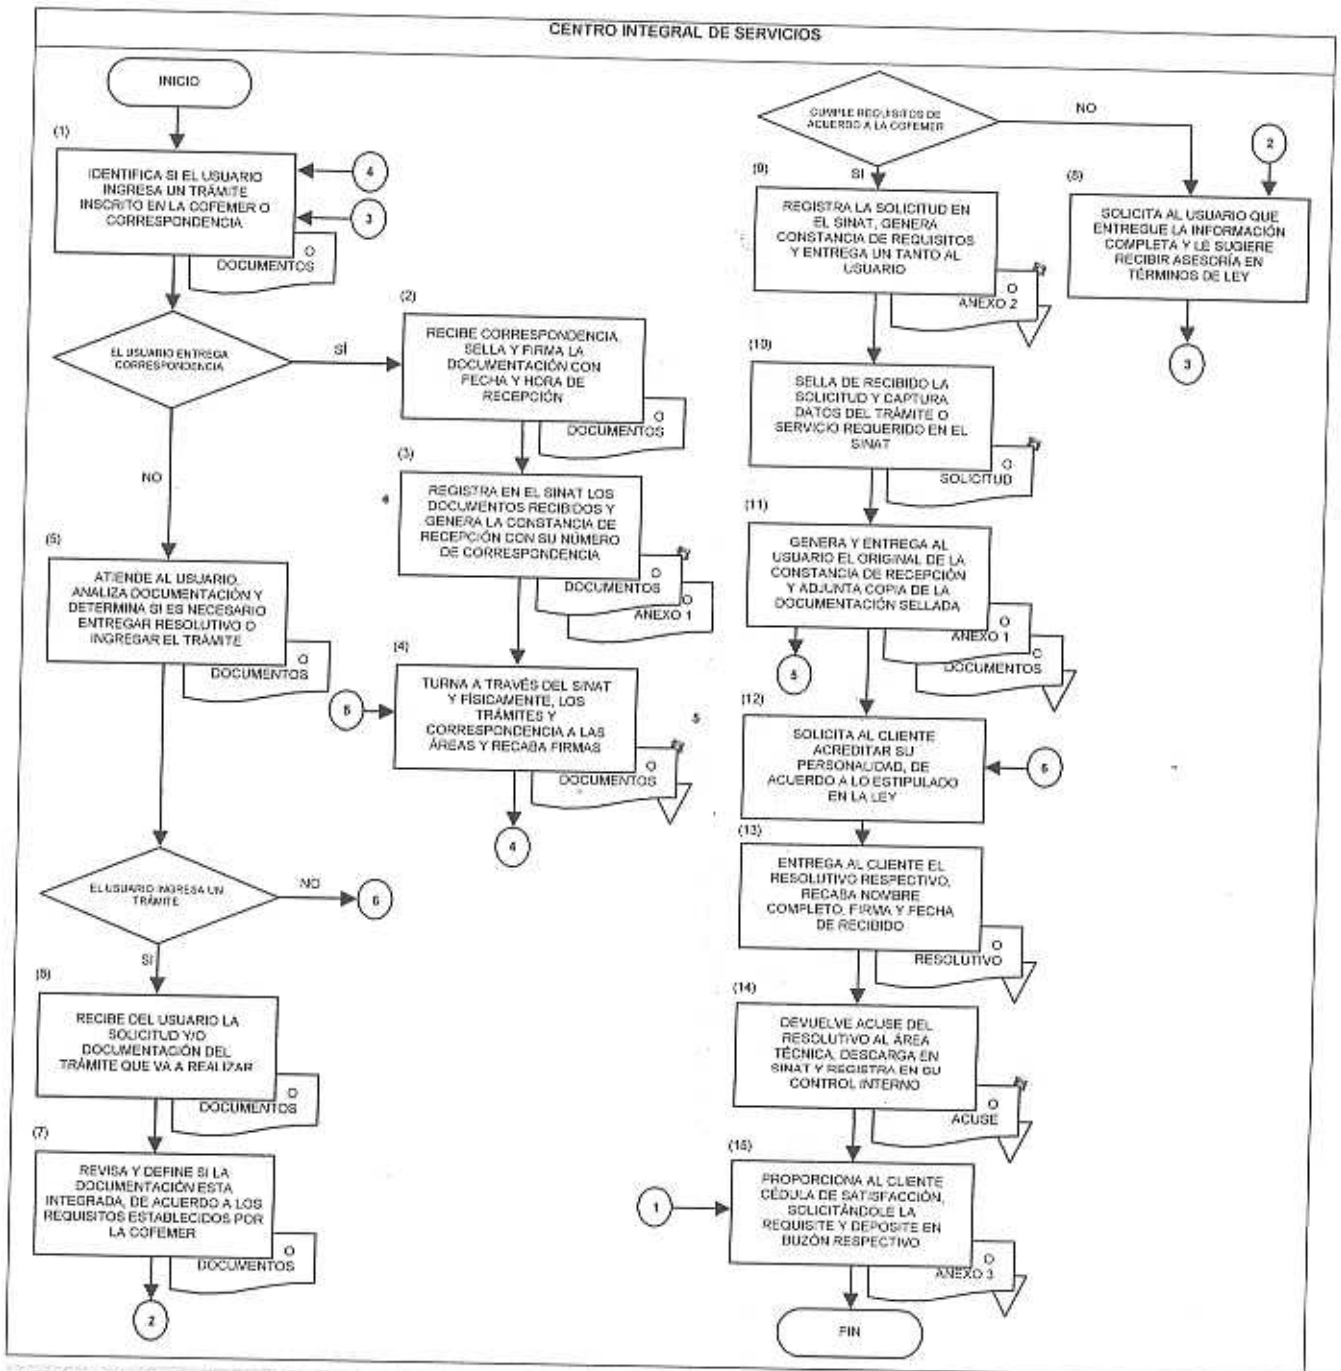 CENTRO INTEGRAL DE SERVICIOS
INICIO
(1)
IDENTIFICA SI EL USUARIO
INGRESA UN TRÁMITE
INSCRITO EN LA COFEMER O
CORRESPONDENCIA
4
3
O
DOCUMENTOS
EL USUARIO ENTREGA
CORRESPONDENCIA
SÍ
NO
(2)
RECIBE CORRESPONDENCIA
SELLA Y FIRMA LA
DOCUMENTACIÓN CON
FECHA Y HORA DE
RECEPCIÓN
O
DOCUMENTOS
(3)
REGISTRA EN EL SINAT LOS
DOCUMENTOS RECIBIDOS Y
GENERA LA CONSTANCIA DE
RECEPCIÓN CON SU NÚMERO
DE CORRESPONDENCIA
O
DOCUMENTOS
O
ANEXO 1
(4)
5
TURNA A TRAVÉS DEL SINAT
Y FÍSICAMENTE, LOS
TRÁMITES Y
CORRESPONDENCIA A LAS
ÁREAS Y RECABA FIRMAS
O
DOCUMENTOS
4
(5)
ATIENDE AL USUARIO,
ANALIZA DOCUMENTACIÓN Y
DETERMINA SI ES NECESARIO
ENTREGAR RESOLUTIVO O
INGRESAR EL TRÁMITE
O
DOCUMENTOS
EL USUARIO INGRESA UN
TRÁMITE
NO
6
SI
(6)
RECIBE DEL USUARIO LA
SOLICITUD Y/O
DOCUMENTACIÓN DEL
TRÁMITE QUE VA A REALIZAR
O
DOCUMENTOS
(7)
REVISA Y DEFINE SI LA
DOCUMENTACIÓN ESTA
INTEGRADA, DE ACUERDO A LOS
REQUISITOS ESTABLECIDOS POR
LA COFEMER
O
DOCUMENTOS
2
CUMPLE REQUISITOS DE
ACUERDO A LA COFEMER
NO
SI
2
(8)
SOLICITA AL USUARIO QUE
ENTREGUE LA INFORMACIÓN
COMPLETA Y LE SUGIERE
RECIBIR ASESORÍA EN
TÉRMINOS DE LEY
3
(9)
REGISTRA LA SOLICITUD EN
EL SINAT, GENERA
CONSTANCIA DE REQUISITOS
Y ENTREGA UN TANTO AL
USUARIO
O
ANEXO 2
(10)
SELLA DE RECIBIDO LA
SOLICITUD Y CAPTURA
DATOS DEL TRÁMITE O
SERVICIO REQUERIDO EN EL
SINAT
O
SOLICITUD
(11)
GENERA Y ENTREGA AL
USUARIO EL ORIGINAL DE LA
CONSTANCIA DE RECEPCIÓN
Y ADJUNTA COPIA DE LA
DOCUMENTACIÓN SELLADA
O
ANEXO 1
O
DOCUMENTOS
5
(12)
SOLICITA AL CLIENTE
ACREDITAR SU
PERSONALIDAD, DE
ACUERDO A LO ESTIPULADO
EN LA LEY
6
(13)
ENTREGA AL CLIENTE EL
RESOLUTIVO RESPECTIVO,
RECABA NOMBRE
COMPLETO, FIRMA Y FECHA
DE RECIBIDO
O
RESOLUTIVO
(14)
DEVUELVE ACUSE DEL
RESOLUTIVO AL ÁREA
TÉCNICA, DESCARGA EN
SINAT Y REGISTRA EN SU
CONTROL INTERNO
O
ACUSE
(15)
1
PROPORCIONA AL CLIENTE
CÉDULA DE SATISFACCIÓN,
SOLICITÁNDOLE LA
REQUISITE Y DEPOSITE EN
BUZÓN RESPECTIVO
O
ANEXO 3
FIN